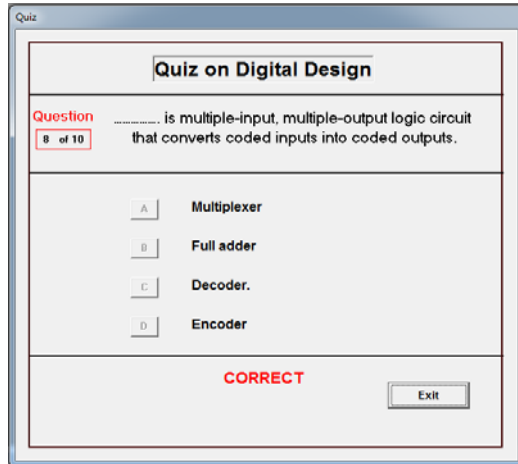 Quiz
Quiz on Digital Design
Question
8 of 10
................ is multiple-input, multiple-output logic circuit
that converts coded inputs into coded outputs.
A Multiplexer
B Full adder
C Decoder.
D Encoder
CORRECT
Exit